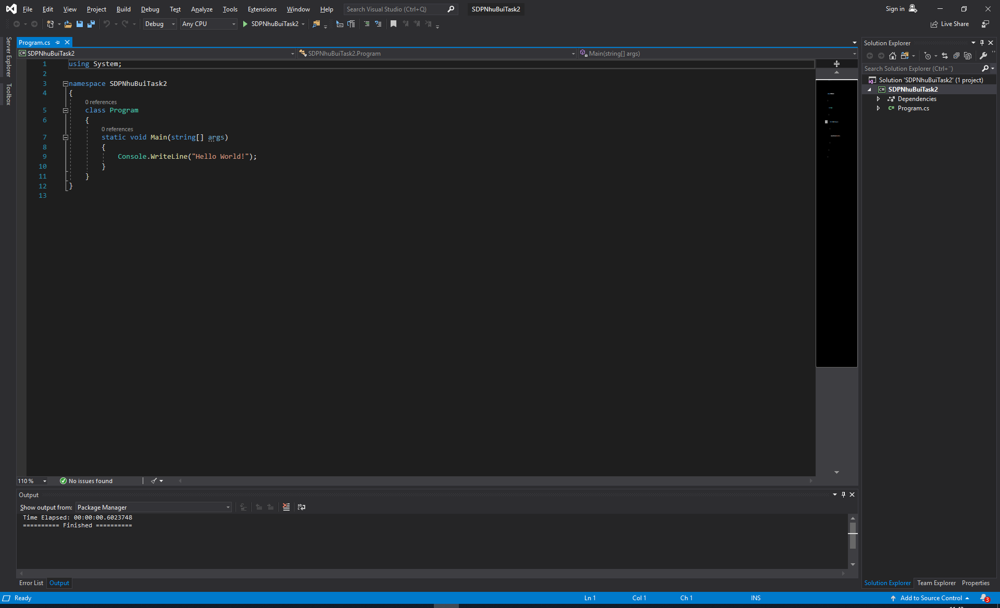 File Edit View Project Build Debug Test Analyze Tools Extensions Window Help Search Visual Studio (Ctrl+Q) SDPNhuBuiTask2 Sign in
Debug Any CPU SDPNhuBuiTask2 Live Share
Server Explorer
Toolbox
Program.cs
SDPNhuBuiTask2 SDPNhuBuiTask2.Program Main(string[] args)
1 using System;
2
3 namespace SDPNhuBuiTask2
4 {
0 references
5 class Program
6 {
0 references
7 static void Main(string[] args)
8 {
9 Console.WriteLine("Hello World!");
10 }
11 }
12 }
13
110 % No issues found
Output
Show output from: Package Manager
Time Elapsed: 00:00:00.6023748
========== Finished ==========
Error List Output
Solution Explorer
Search Solution Explorer (Ctrl+¨)
Solution 'SDPNhuBuiTask2' (1 project)
SDPNhuBuiTask2
Dependencies
C# Program.cs
Solution Explorer Team Explorer Properties
Ready Ln 1 Col 1 Ch 1 INS Add to Source Control 3